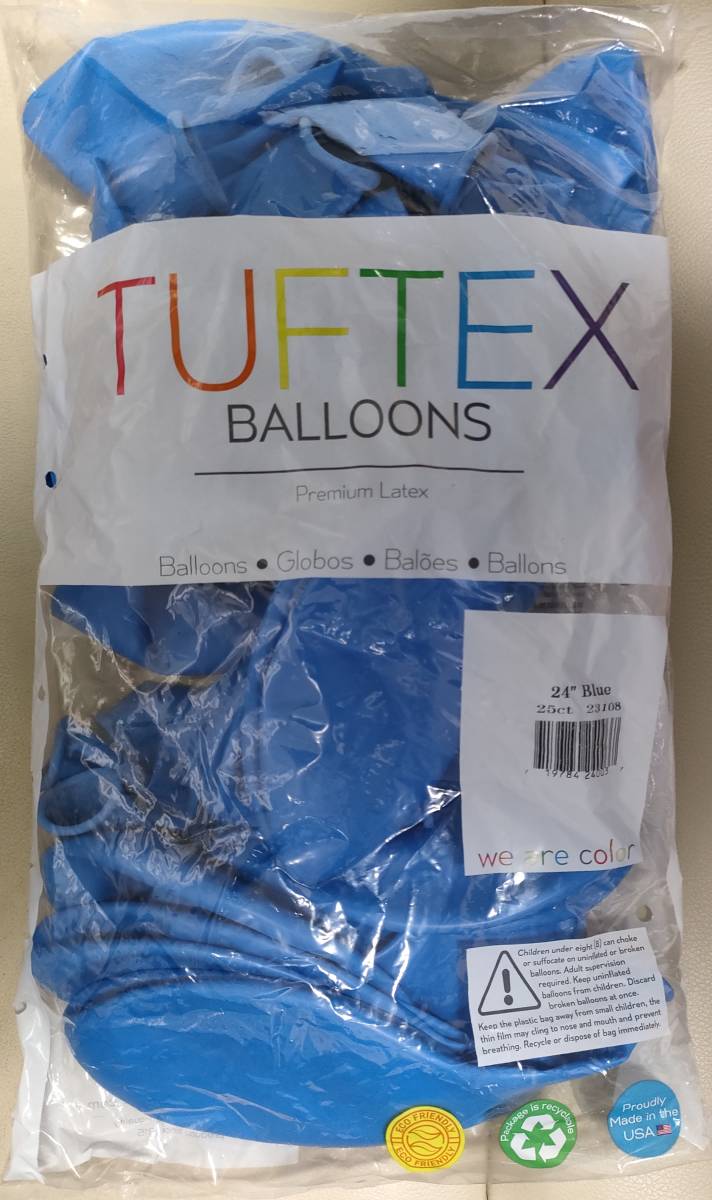 TUFTEX
BALLOONS
Premium Latex
Balloons • Globos • Balões • Ballons
24" Blue
25ct 23108
19784 24003
we are color
Children under eight (8) can choke
or suffocate on uninflated or broken
balloons. Adult supervision
required. Keep uninflated
balloons from children. Discard
broken balloons at once.
Keep the plastic bag away from small children, the
thin film may cling to nose and mouth and prevent
breathing. Recycle or dispose of bag immediately.
ECO FRIENDLY
ECO FRIENDLY
Package is recyclable
Proudly
Made in the
USA